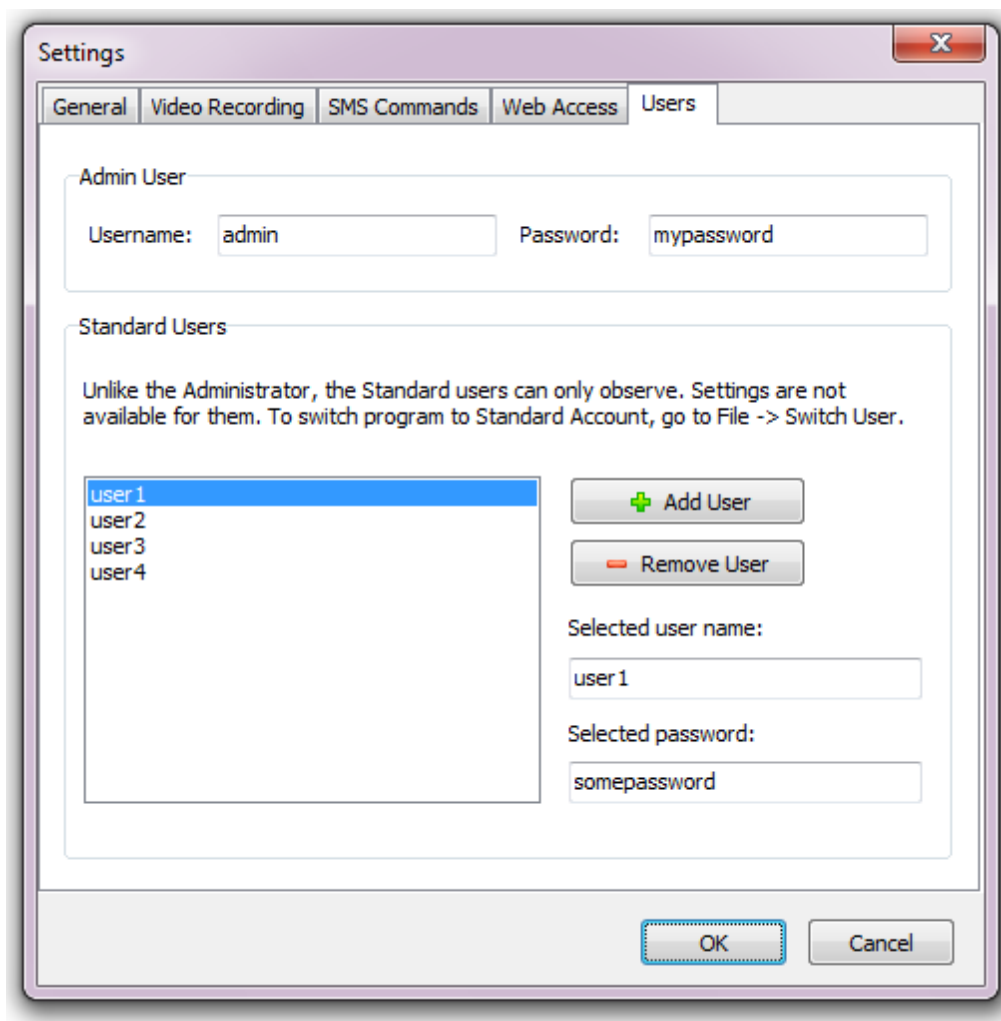 Settings
General Video Recording SMS Commands Web Access Users
Admin User
Username: admin Password: mypassword
Standard Users
Unlike the Administrator, the Standard users can only observe. Settings are not
available for them. To switch program to Standard Account, go to File -> Switch User.
user1
user2
user3
user4
Add User
Remove User
Selected user name:
user1
Selected password:
somepassword
OK Cancel